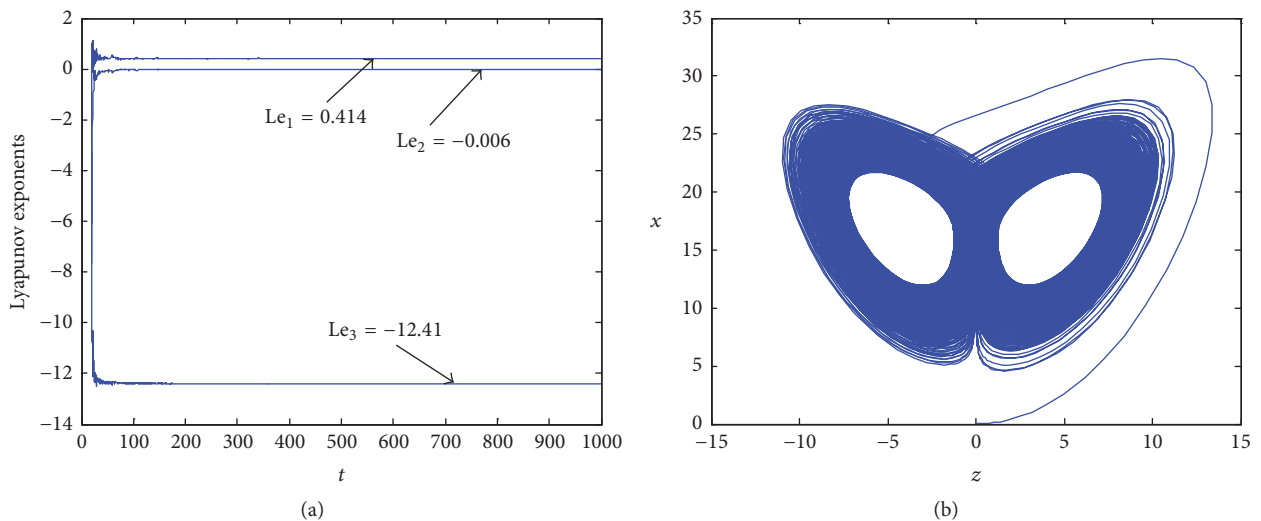 2
0
−2
−4
−6
−8
−10
−12
−14
Lyapunov exponents
Le₁ = 0.414
Le₂ = −0.006
Le₃ = −12.41
0 100 200 300 400 500 600 700 800 900 1000
t
(a)
35
30
25
20
15
10
5
0
x
−15 −10 −5 0 5 10 15
z
(b)